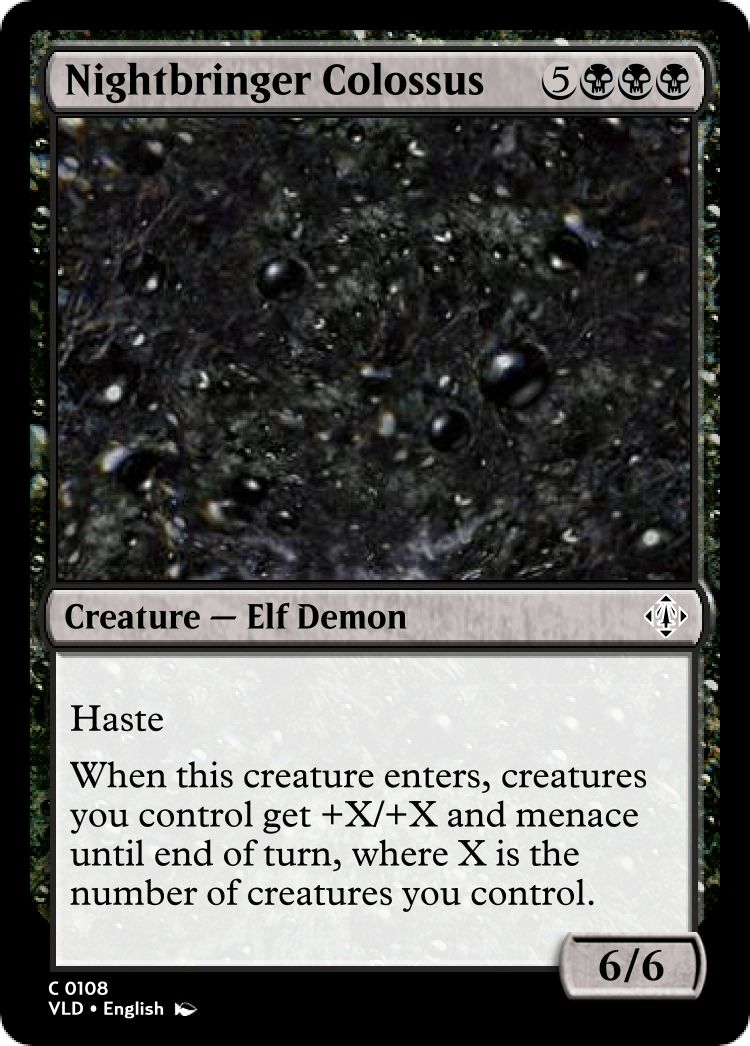 Nightbringer Colossus 5
Creature — Elf Demon
Haste
When this creature enters, creatures
you control get +X/+X and menace
until end of turn, where X is the
number of creatures you control.
6/6
C 0108
VLD • English